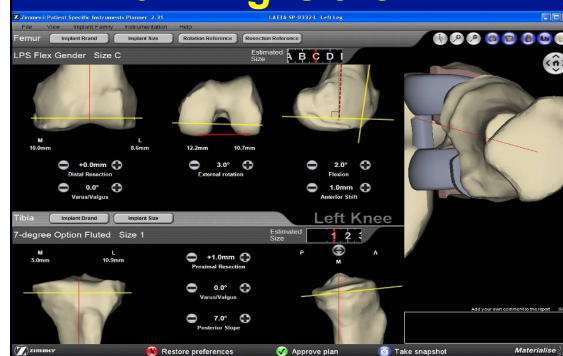 Zimmer® Patient Specific Instruments Planner 2.31
LATTA-SP-0332-L -Left Leg
File View Implant Family Instrumentation Help
Femur Implant Brand Implant Size Rotation Reference Resection Reference
LPS Flex Gender Size C
Estimated Size A B C D
M L
10.0mm 8.6mm
12.2mm 10.7mm
+0.0mm
Distal Resection
0.0°
Varus/Valgus
3.0°
External rotation
2.0°
Flexion
1.0mm
Anterior Shift
Left Knee
Tibia Implant Brand Implant Size
7-degree Option Fluted Size 1
Estimated Size 1 2
M L
5.0mm 10.9mm
P M A
+1.0mm
Proximal Resection
0.0°
Varus/Valgus
7.0°
Posterior Slope
Add your own comment to the report
zimmer
Restore preferences
Approve plan
Take snapshot
Materialise